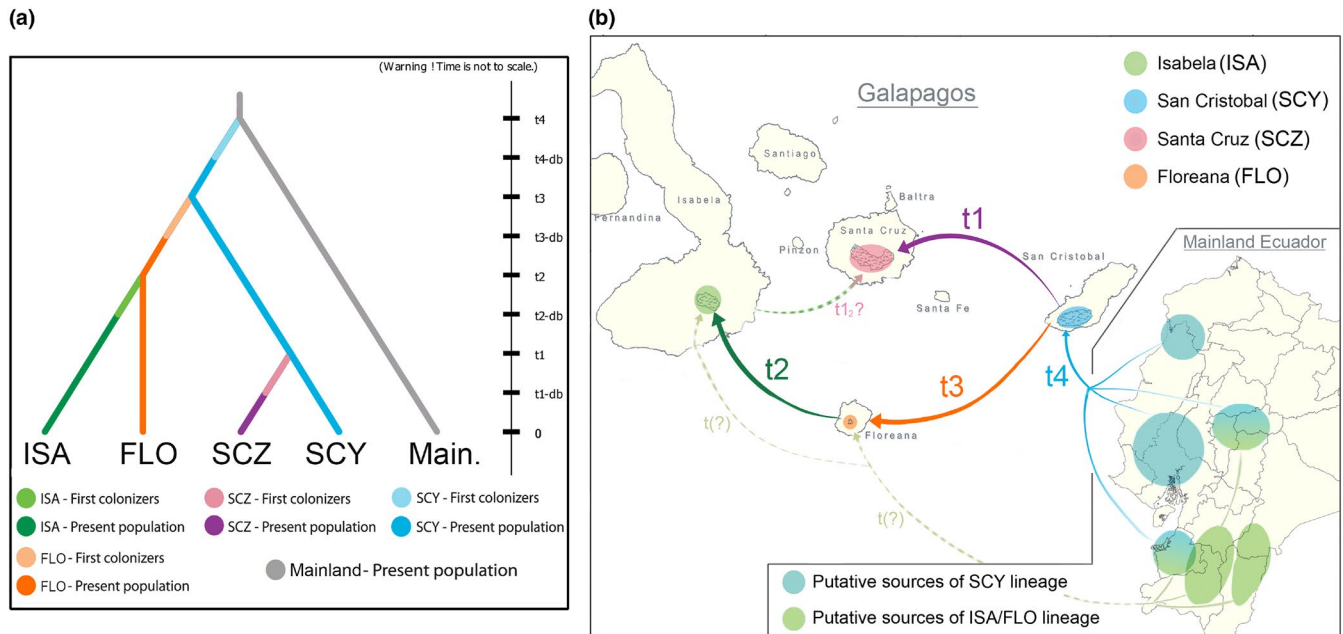 (a)
(Warning ! Time is not to scale.)
t4
t4-db
t3
t3-db
t2
t2-db
t1
t1-db
0
ISA FLO SCZ SCY Main.
ISA - First colonizers
SCZ - First colonizers
SCY - First colonizers
ISA - Present population
SCZ - Present population
SCY - Present population
FLO - First colonizers
FLO - Present population
Mainland - Present population
(b)
Galapagos
Isabela (ISA)
San Cristobal (SCY)
Santa Cruz (SCZ)
Floreana (FLO)
Santiago
Isabela
Fernandina
Baltra
Santa Cruz
Pinzon
San Cristobal
Santa Fe
Floreana
t1
t1₂?
t2
t3
t4
t(?)
t(?)
Mainland Ecuador
Putative sources of SCY lineage
Putative sources of ISA/FLO lineage